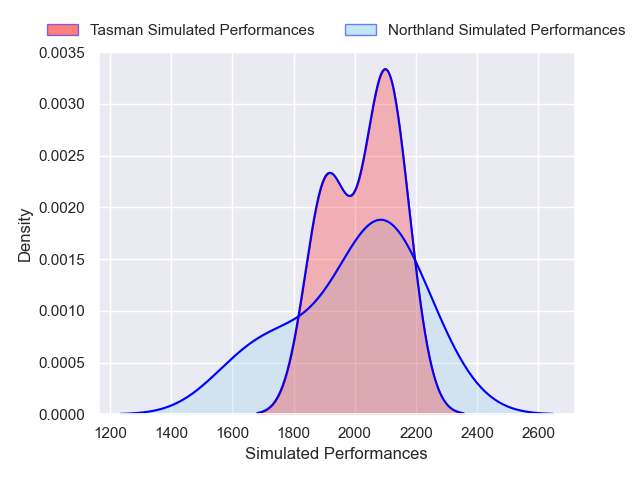 Tasman Simulated Performances Northland Simulated Performances
0.0035
0.0030
0.0025
0.0020
0.0015
0.0010
0.0005
0.0000
Density
1200 1400 1600 1800 2000 2200 2400 2600
Simulated Performances